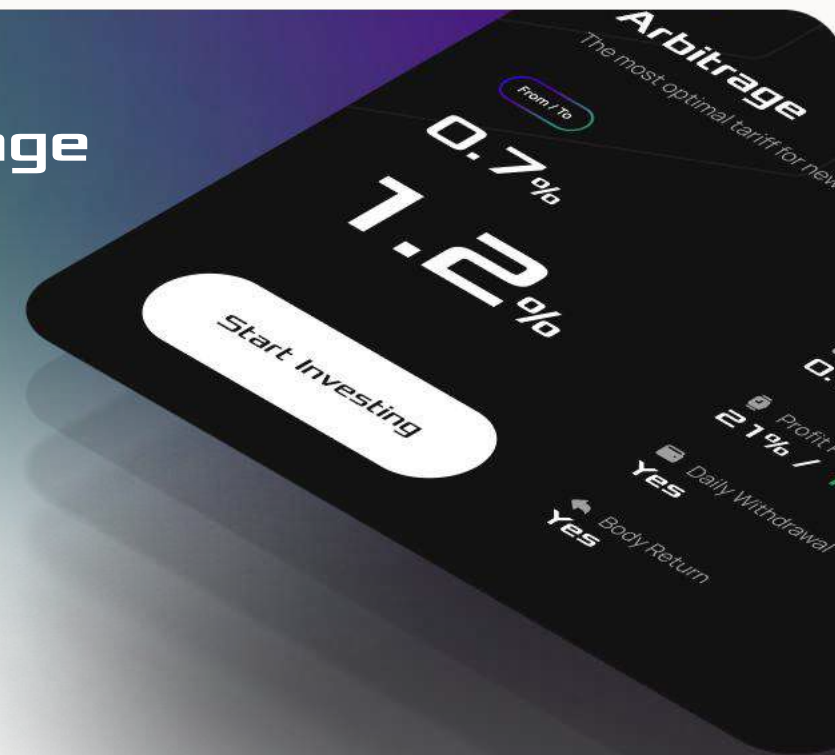 Arbitrage
The most optimal tariff for new
From / To
0.7%
1.2%
Start Investing
0.
Profit
21% /
Daily Withdrawal
Yes
Body Return
Yes